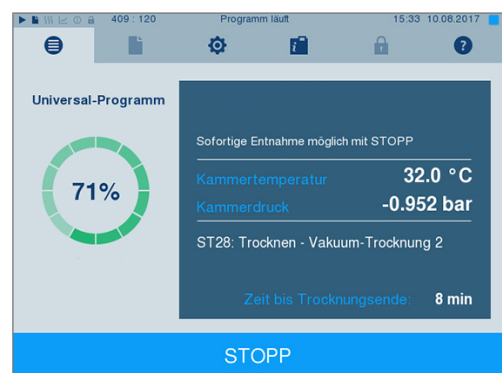 409 : 120 Programm läuft 15:33 10.08.2017
Universal-Programm
71%
Sofortige Entnahme möglich mit STOPP
Kammertemperatur 32.0 °C
Kammerdruck -0.952 bar
ST28: Trocknen - Vakuum-Trocknung 2
Zeit bis Trocknungsende: 8 min
STOPP